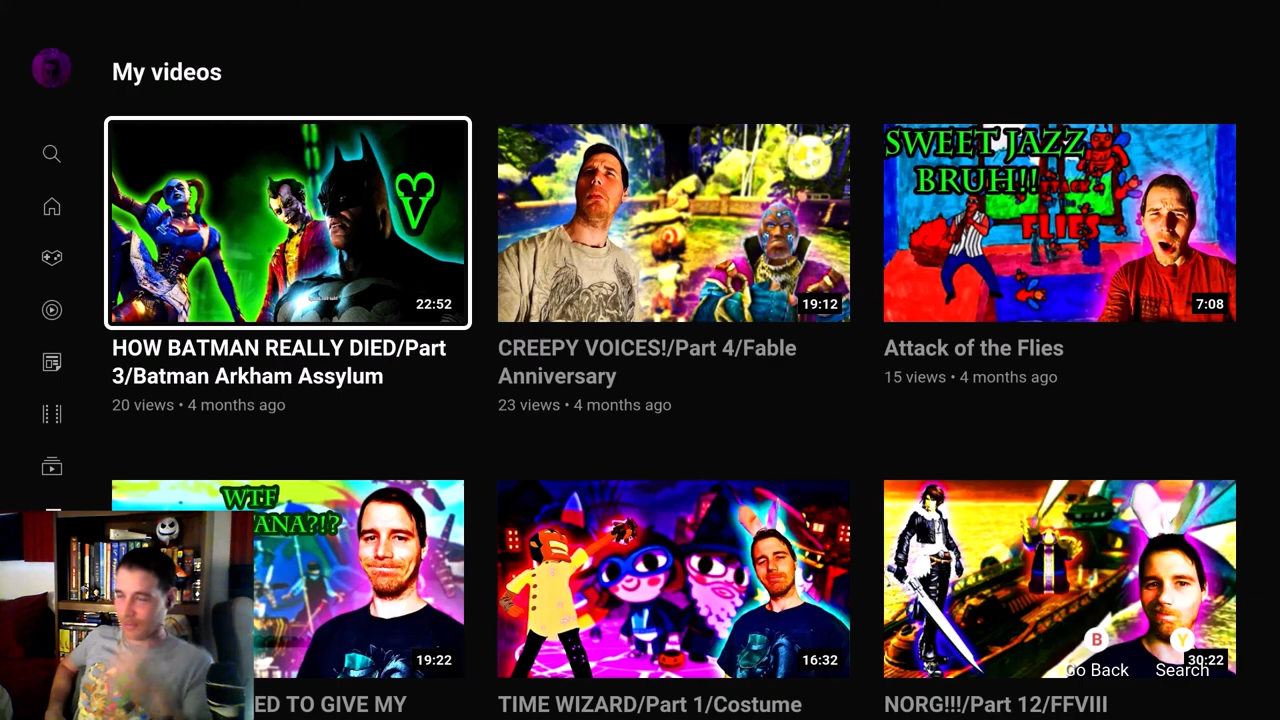 My videos
SWEET JAZZ
BRUH!!!
FLIES
22:52
19:12
7:08
HOW BATMAN REALLY DIED/Part
3/Batman Arkham Assylum
20 views • 4 months ago
CREEPY VOICES!/Part 4/Fable
Anniversary
23 views • 4 months ago
Attack of the Flies
15 views • 4 months ago
WTF
ANA?!?
19:22
16:32
30:22
B
Y
Go Back
Search
ED TO GIVE MY
TIME WIZARD/Part 1/Costume
NORG!!!/Part 12/FFVIII